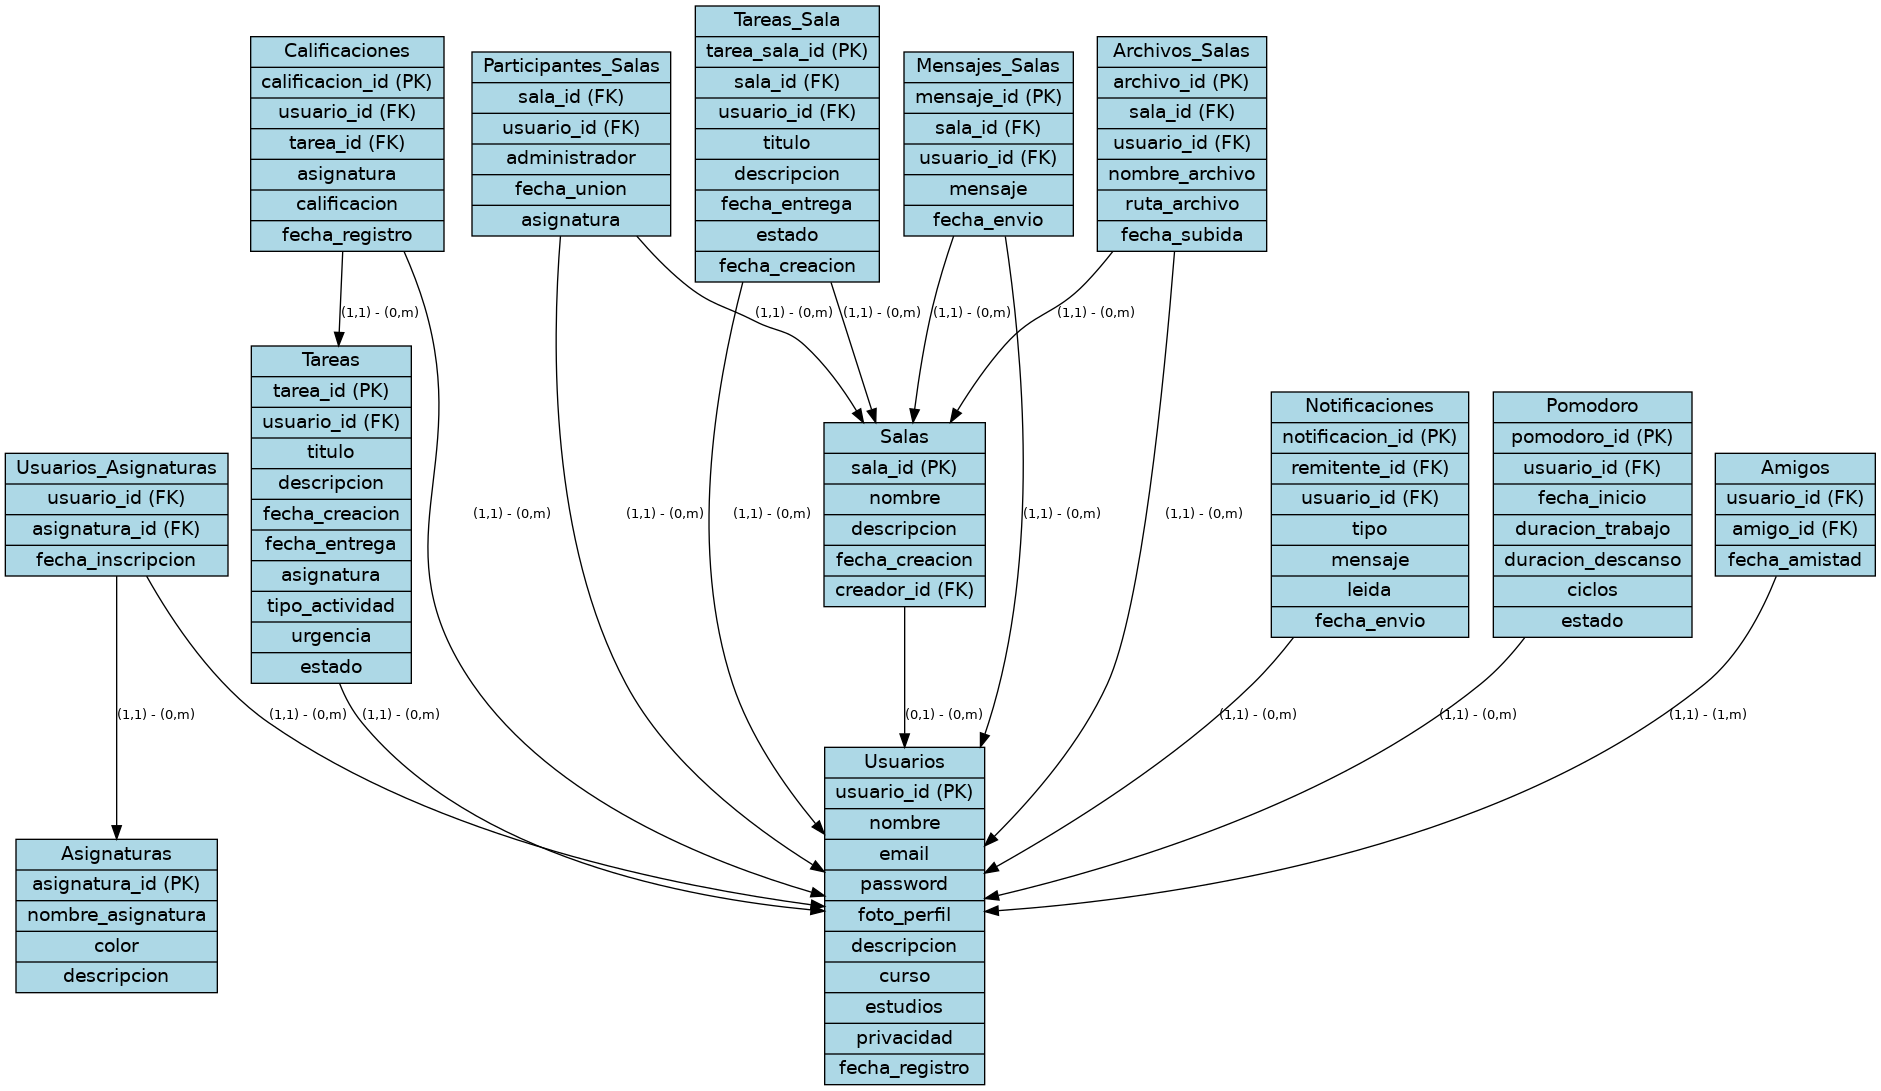 Calificaciones
calificacion_id (PK)
usuario_id (FK)
tarea_id (FK)
asignatura
calificacion
fecha_registro
Participantes_Salas
sala_id (FK)
usuario_id (FK)
administrador
fecha_union
asignatura
Tareas_Sala
tarea_sala_id (PK)
sala_id (FK)
usuario_id (FK)
titulo
descripcion
fecha_entrega
estado
fecha_creacion
Mensajes_Salas
mensaje_id (PK)
sala_id (FK)
usuario_id (FK)
mensaje
fecha_envio
Archivos_Salas
archivo_id (PK)
sala_id (FK)
usuario_id (FK)
nombre_archivo
ruta_archivo
fecha_subida
(1,1) - (0,m)
(1,1) - (0,m)
(1,1) - (0,m)
(1,1) - (0,m)
(1,1) - (0,m)
Usuarios_Asignaturas
usuario_id (FK)
asignatura_id (FK)
fecha_inscripcion
Tareas
tarea_id (PK)
usuario_id (FK)
titulo
descripcion
fecha_creacion
fecha_entrega
asignatura
tipo_actividad
urgencia
estado
(1,1) - (0,m)
(1,1) - (0,m)
(1,1) - (0,m)
Salas
sala_id (PK)
nombre
descripcion
fecha_creacion
creador_id (FK)
(1,1) - (0,m)
(1,1) - (0,m)
Notificaciones
notificacion_id (PK)
remitente_id (FK)
usuario_id (FK)
tipo
mensaje
leida
fecha_envio
Pomodoro
pomodoro_id (PK)
usuario_id (FK)
fecha_inicio
duracion_trabajo
duracion_descanso
ciclos
estado
Amigos
usuario_id (FK)
amigo_id (FK)
fecha_amistad
(1,1) - (0,m)
(1,1) - (0,m)
(1,1) - (0,m)
(0,1) - (0,m)
(1,1) - (0,m)
(1,1) - (0,m)
(1,1) - (1,m)
Asignaturas
asignatura_id (PK)
nombre_asignatura
color
descripcion
Usuarios
usuario_id (PK)
nombre
email
password
foto_perfil
descripcion
curso
estudios
privacidad
fecha_registro